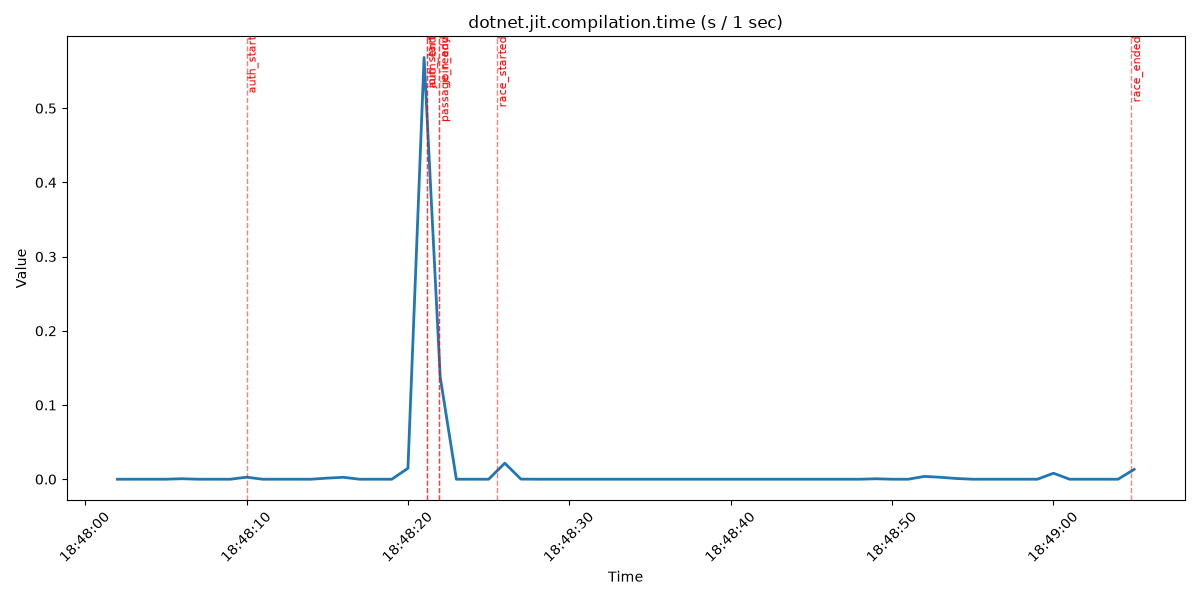 dotnet.jit.compilation.time (s / 1 sec)
auth_start
race_started
race_ended
Value
0.5
0.4
0.3
0.2
0.1
0.0
18:48:00
18:48:10
18:48:20
18:48:30
18:48:40
18:48:50
18:49:00
Time